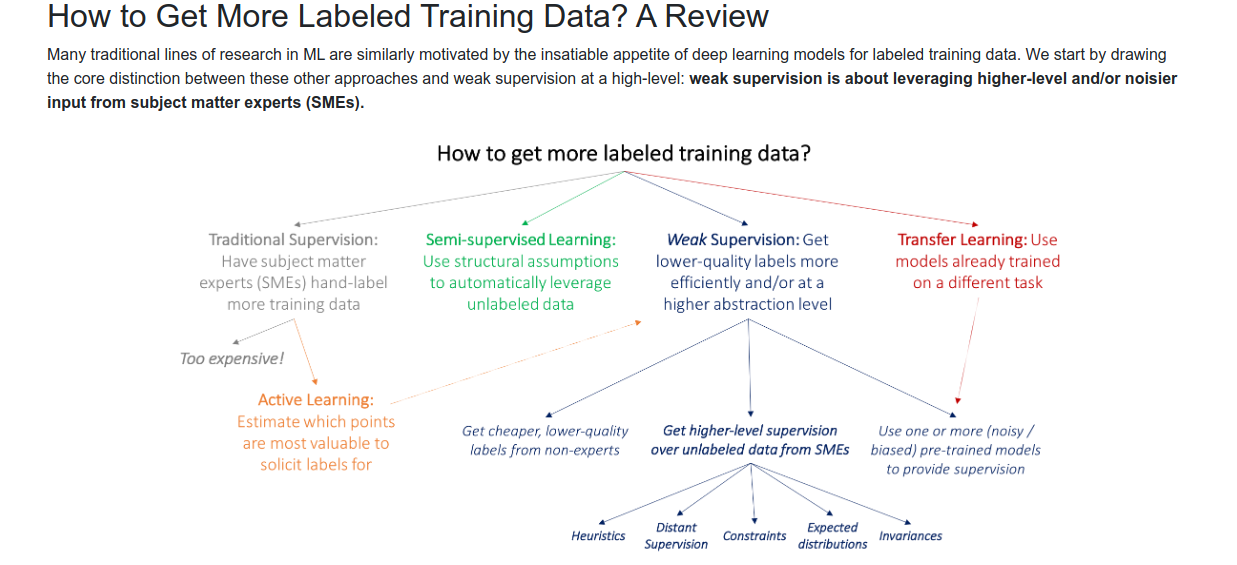 How to Get More Labeled Training Data? A Review
Many traditional lines of research in ML are similarly motivated by the insatiable appetite of deep learning models for labeled training data. We start by drawing
the core distinction between these other approaches and weak supervision at a high-level: weak supervision is about leveraging higher-level and/or noisier
input from subject matter experts (SMEs).
How to get more labeled training data?
Traditional Supervision:
Have subject matter
experts (SMEs) hand-label
more training data
Semi-supervised Learning:
Use structural assumptions
to automatically leverage
unlabeled data
Weak Supervision: Get
lower-quality labels more
efficiently and/or at a
higher abstraction level
Transfer Learning: Use
models already trained
on a different task
Too expensive!
Active Learning:
Estimate which points
are most valuable to
solicit labels for
Get cheaper, lower-quality
labels from non-experts
Get higher-level supervision
over unlabeled data from SMEs
Use one or more (noisy /
biased) pre-trained models
to provide supervision
Heuristics
Distant
Supervision
Constraints
Expected
distributions
Invariances